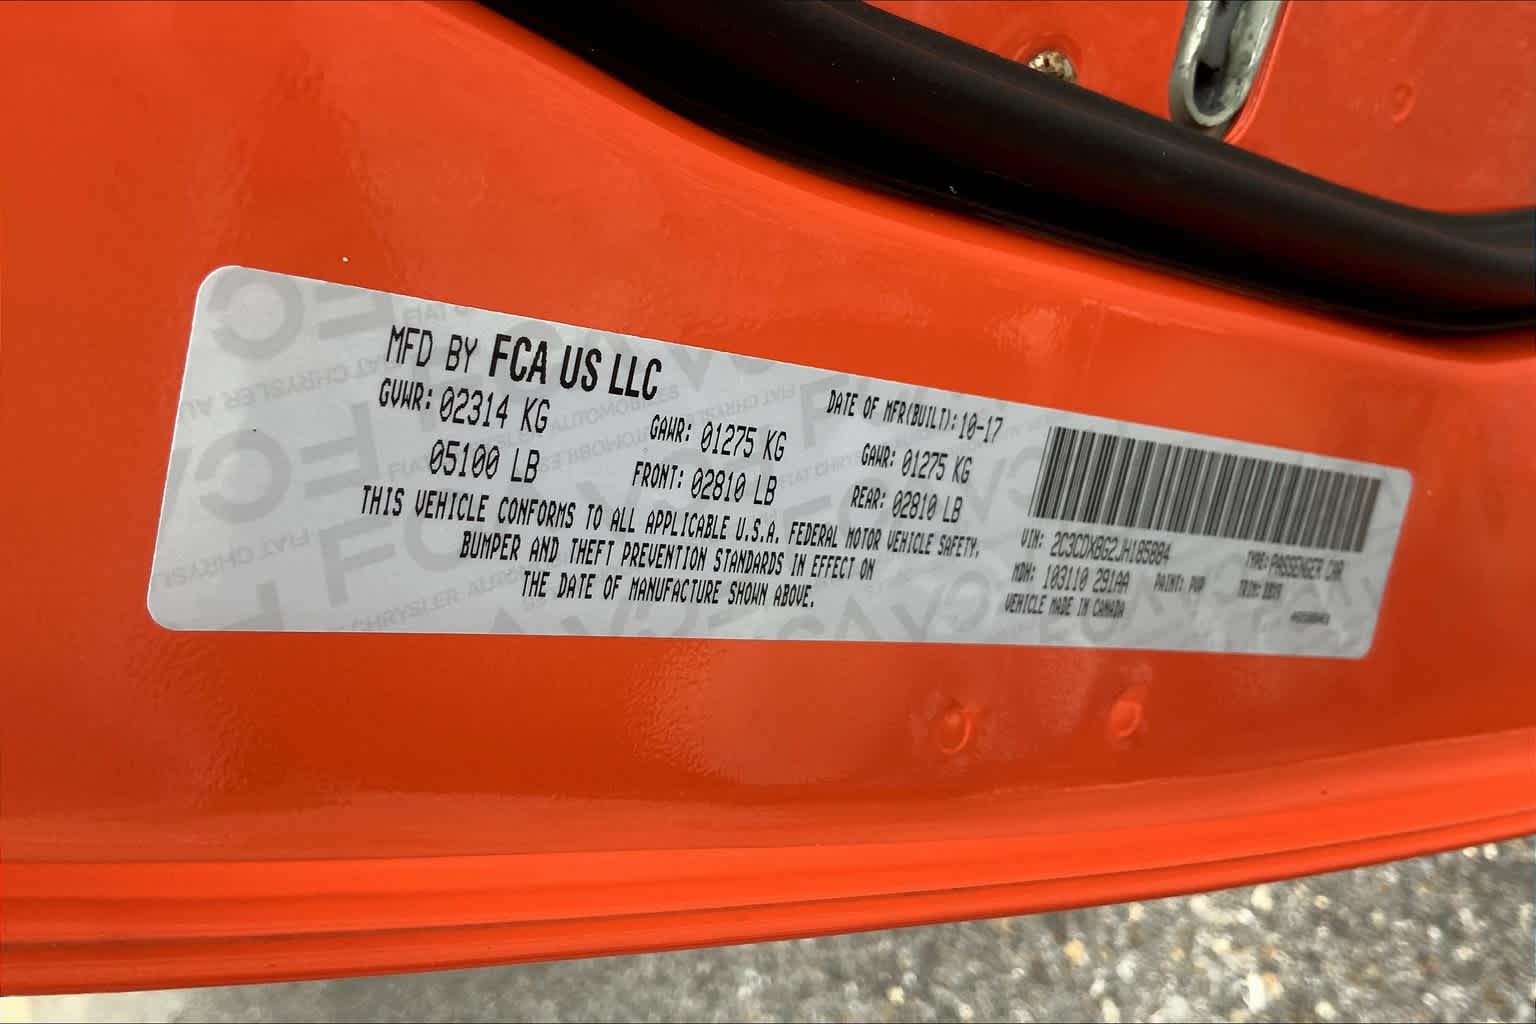 MFD BY FCA US LLC
DATE OF MFR(BUILT): 10-17
GVWR: 02314 KG
GAWR: 01275 KG
GAWR: 01275 KG
05100 LB
FRONT: 02810 LB
REAR: 02810 LB
THIS VEHICLE CONFORMS TO ALL APPLICABLE U.S.A. FEDERAL MOTOR VEHICLE SAFETY,
BUMPER AND THEFT PREVENTION STANDARDS IN EFFECT ON
THE DATE OF MANUFACTURE SHOWN ABOVE.
VIN:
TYPE: PASSENGER CAR
MDH: 103110 291AA
PAINT:
TRIM:
VEHICLE MADE IN CANADA